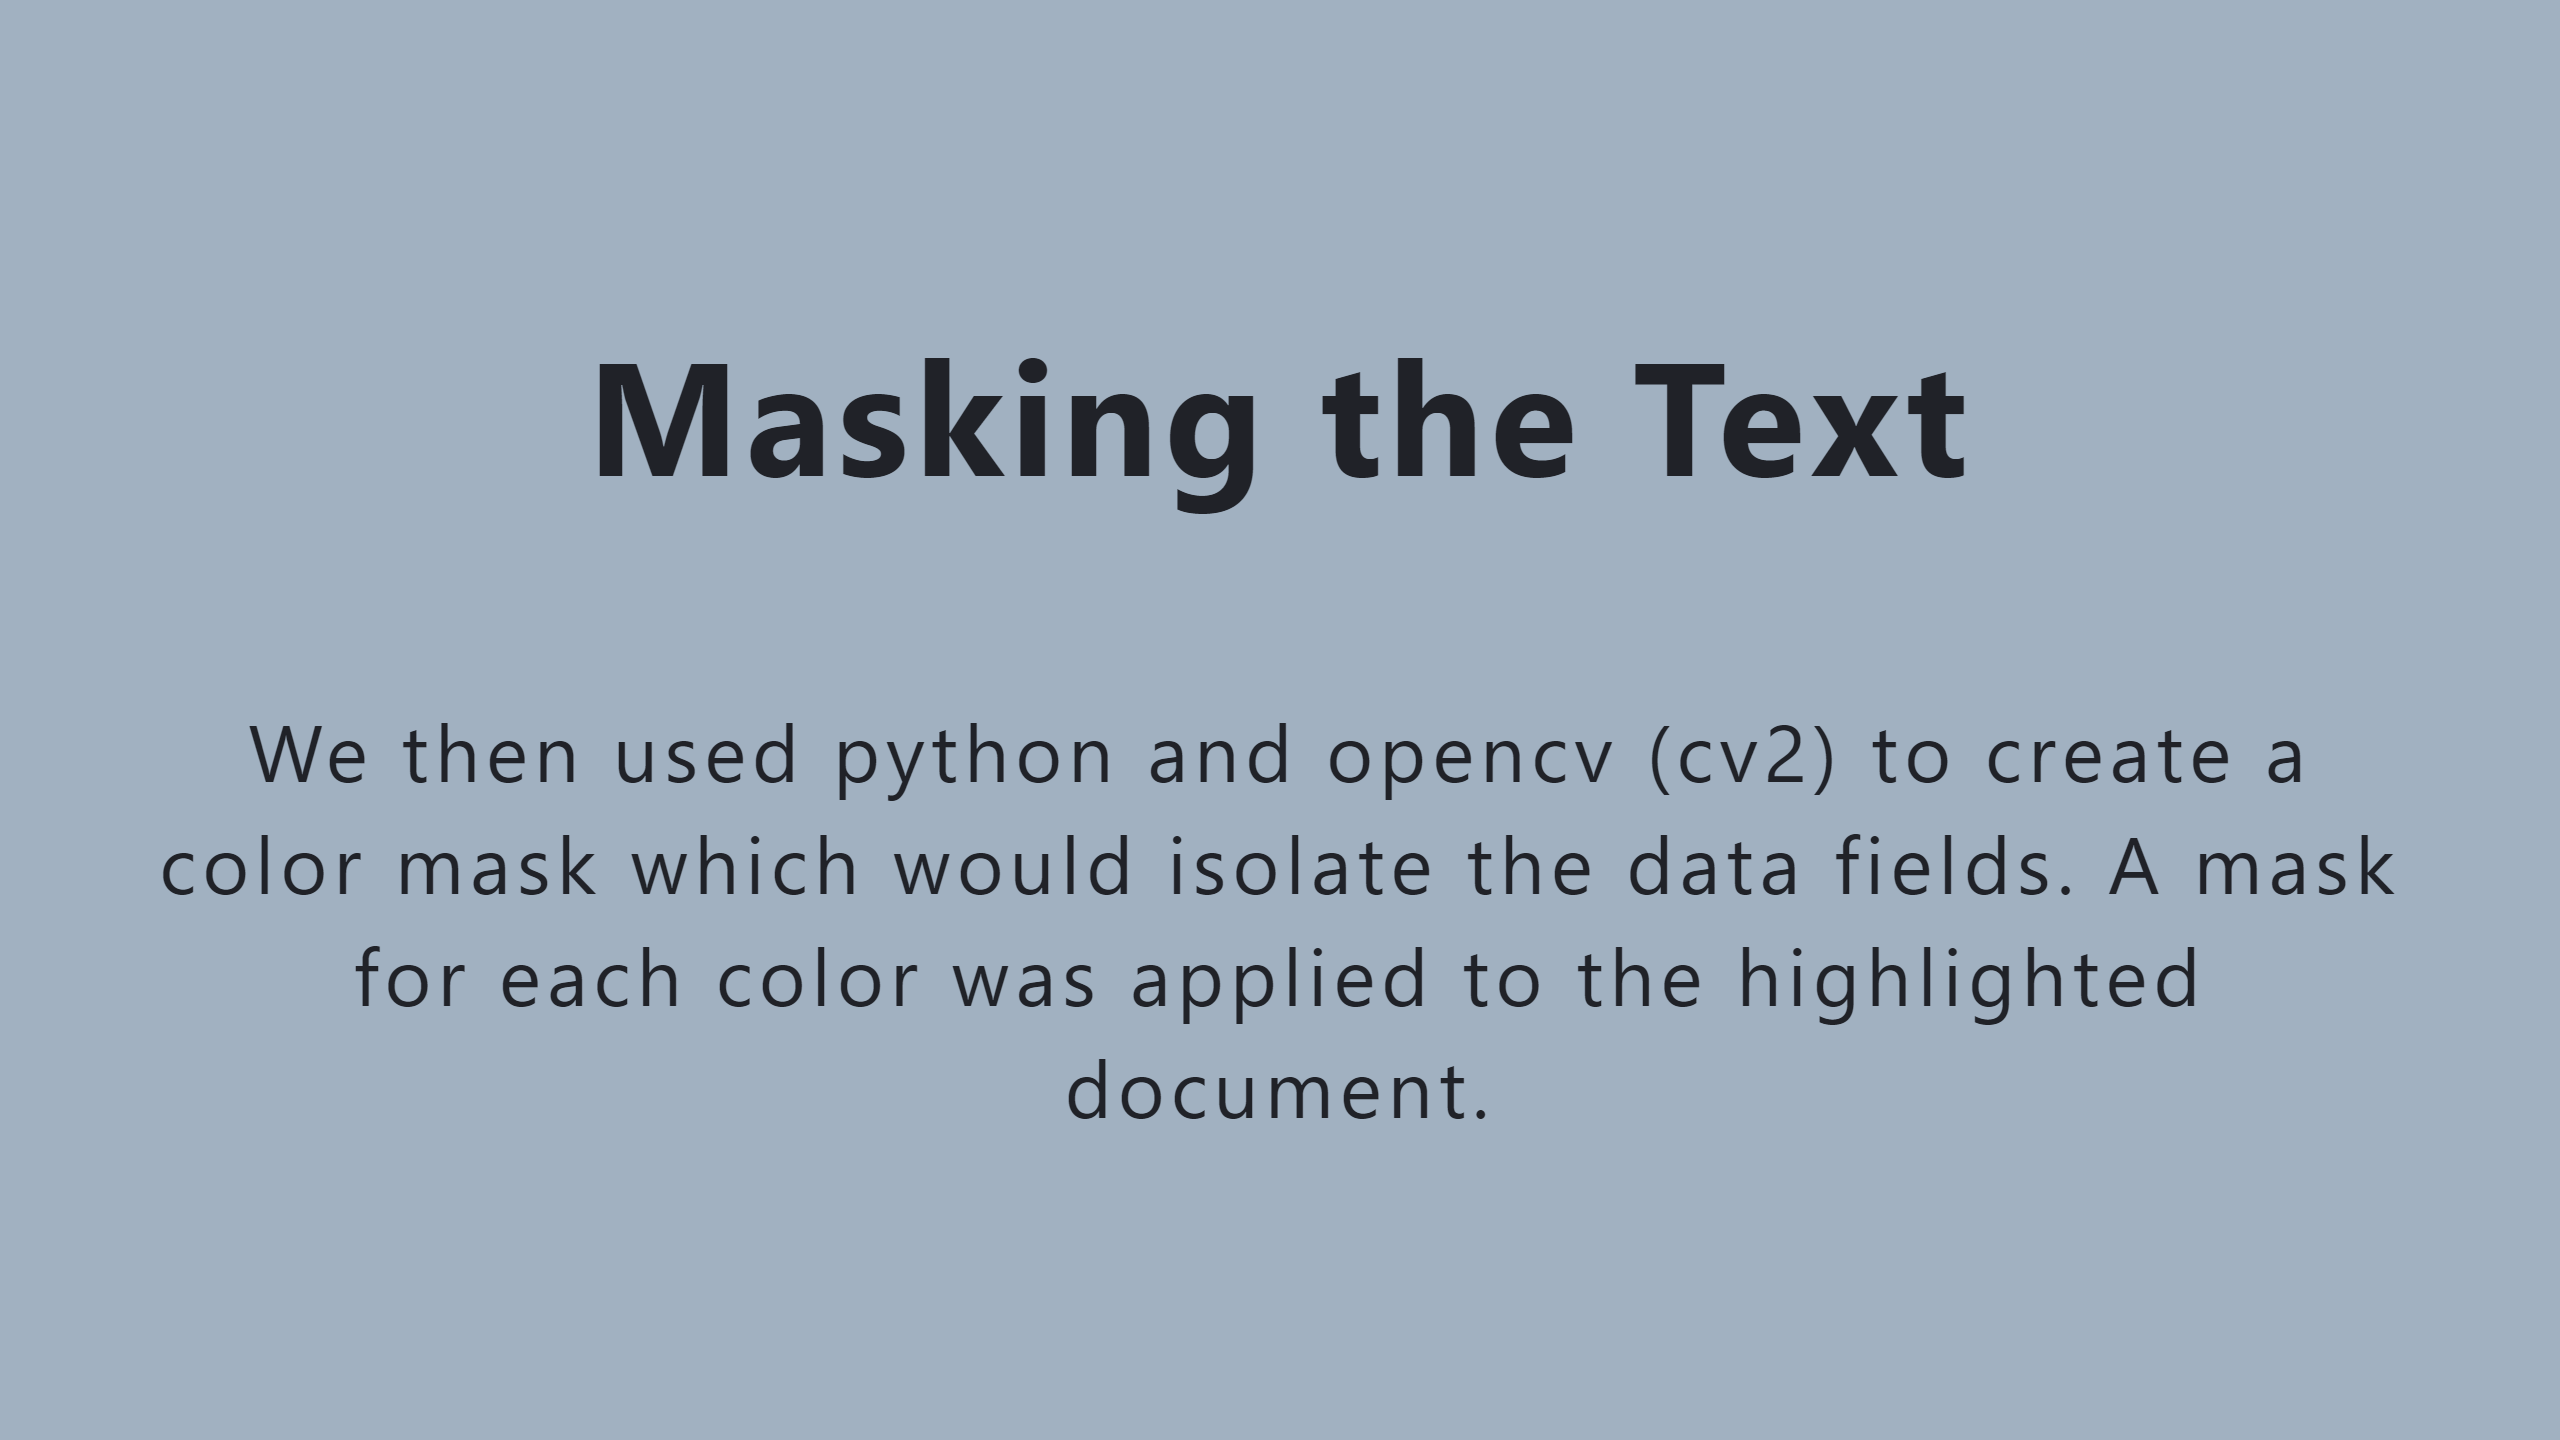 Masking the Text
We then used python and opencv (cv2) to create a
color mask which would isolate the data fields. A mask
for each color was applied to the highlighted
document.